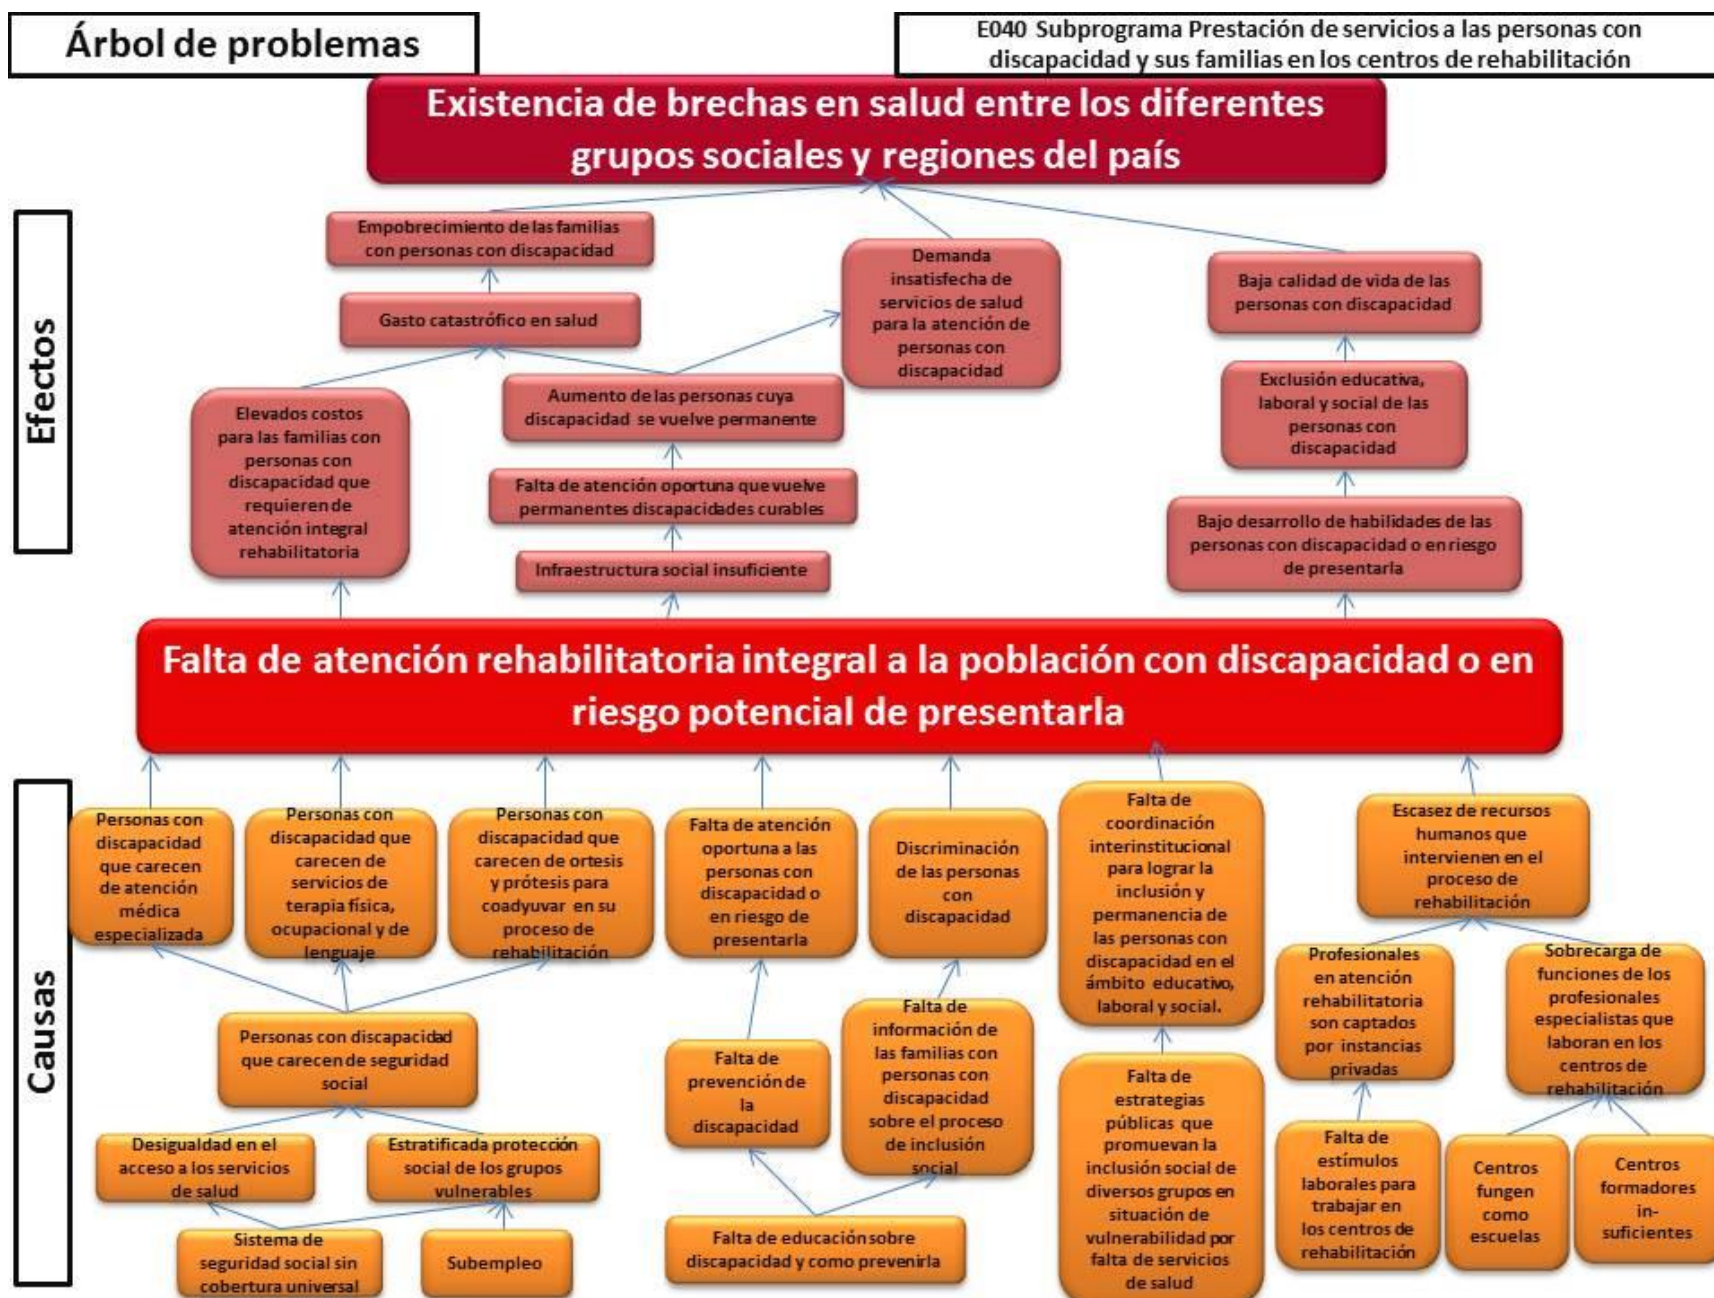 Árbol de problemas
E040 Subprograma Prestación de servicios a las personas con
discapacidad y sus familias en los centros de rehabilitación
Existencia de brechas en salud entre los diferentes
grupos sociales y regiones del país
Efectos
Empobrecimiento de las familias
con personas con discapacidad
Gasto catastrófico en salud
Demanda
insatisfecha de
servicios de salud
para la atención de
personas con
discapacidad
Baja calidad de vida de las
personas con discapacidad
Elevados costos
para las familias con
personas con
discapacidad que
requieren de
atención integral
rehabilitatoria
Aumento de las personas cuya
discapacidad se vuelve permanente
Exclusión educativa,
laboral y social de las
personas con
discapacidad
Falta de atención oportuna que vuelve
permanentes discapacidades curables
Bajo desarrollo de habilidades de las
personas con discapacidad o en riesgo
de presentarla
Infraestructura social insuficiente
Falta de atención rehabilitatoria integral a la población con discapacidad o en
riesgo potencial de presentarla
Causas
Personas con
discapacidad
que carecen
de atención
médica
especializada
Personas con
discapacidad que
carecen de
servicios de
terapia física,
ocupacional y de
lenguaje
Personas con
discapacidad que
carecen de ortesis
y prótesis para
coadyuvar en su
proceso de
rehabilitación
Falta de atención
oportuna a las
personas con
discapacidad o
en riesgo de
presentarla
Discriminación
de las personas
con
discapacidad
Falta de
coordinación
interinstitucional
para lograr la
inclusión y
permanencia de
las personas con
discapacidad en el
ámbito educativo,
laboral y social.
Escasez de recursos
humanos que
intervienen en el
proceso de
rehabilitación
Profesionales
en atención
rehabilitatoria
son captados
por instancias
privadas
Sobrecarga de
funciones de los
profesionales
especialistas que
laboran en los
centros de
rehabilitación
Personas con discapacidad
que carecen de seguridad
social
Falta de
prevención de
la
discapacidad
Falta de
información de
las familias con
personas con
discapacidad
sobre el proceso
de inclusión
social
Falta de
estrategias
públicas que
promuevan la
inclusión social de
diversos grupos en
situación de
vulnerabilidad por
falta de servicios
de salud
Desigualdad en el
acceso a los servicios
de salud
Estratificada protección
social de los grupos
vulnerables
Falta de
estímulos
laborales para
trabajar en
los centros de
rehabilitación
Centros
fungen
como
escuelas
Centros
formadores
in-
suficientes
Sistema de
seguridad social sin
cobertura universal
Subempleo
Falta de educación sobre
discapacidad y como prevenirla